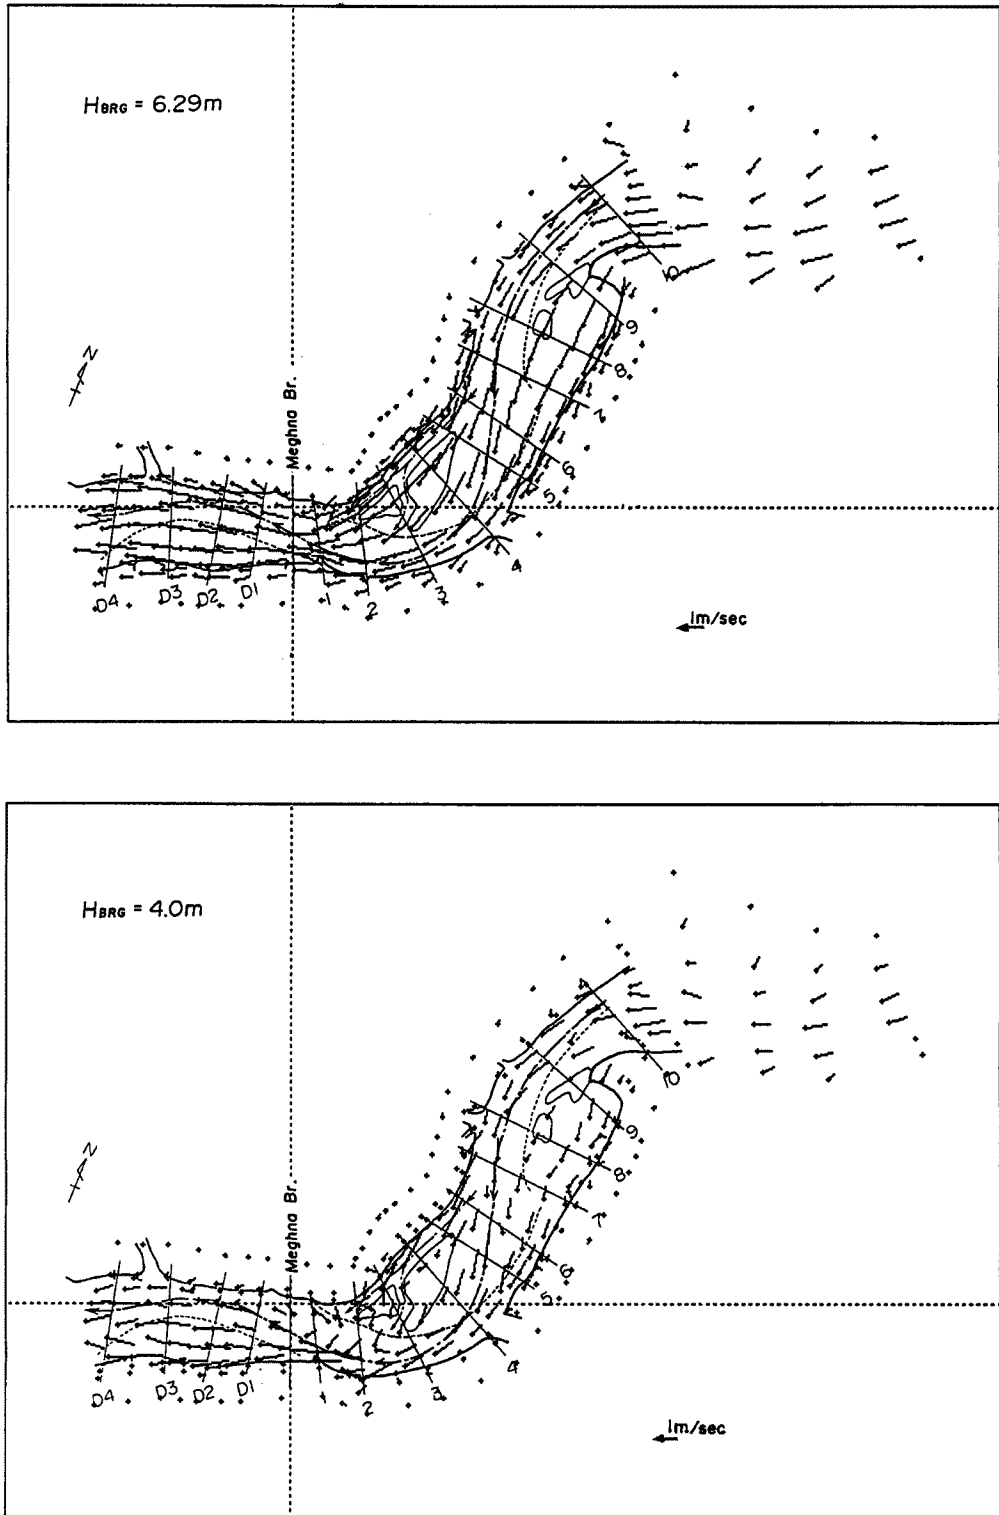 HBRG = 6.29m
N
Meghna Br.
10
9
8
7
6
5
4
3
2
1
D1
D2
D3
D4
1m/sec
HBRG = 4.0m
N
Meghna Br.
10
9
8
7
6
5
4
3
2
1
D1
D2
D3
D4
1m/sec